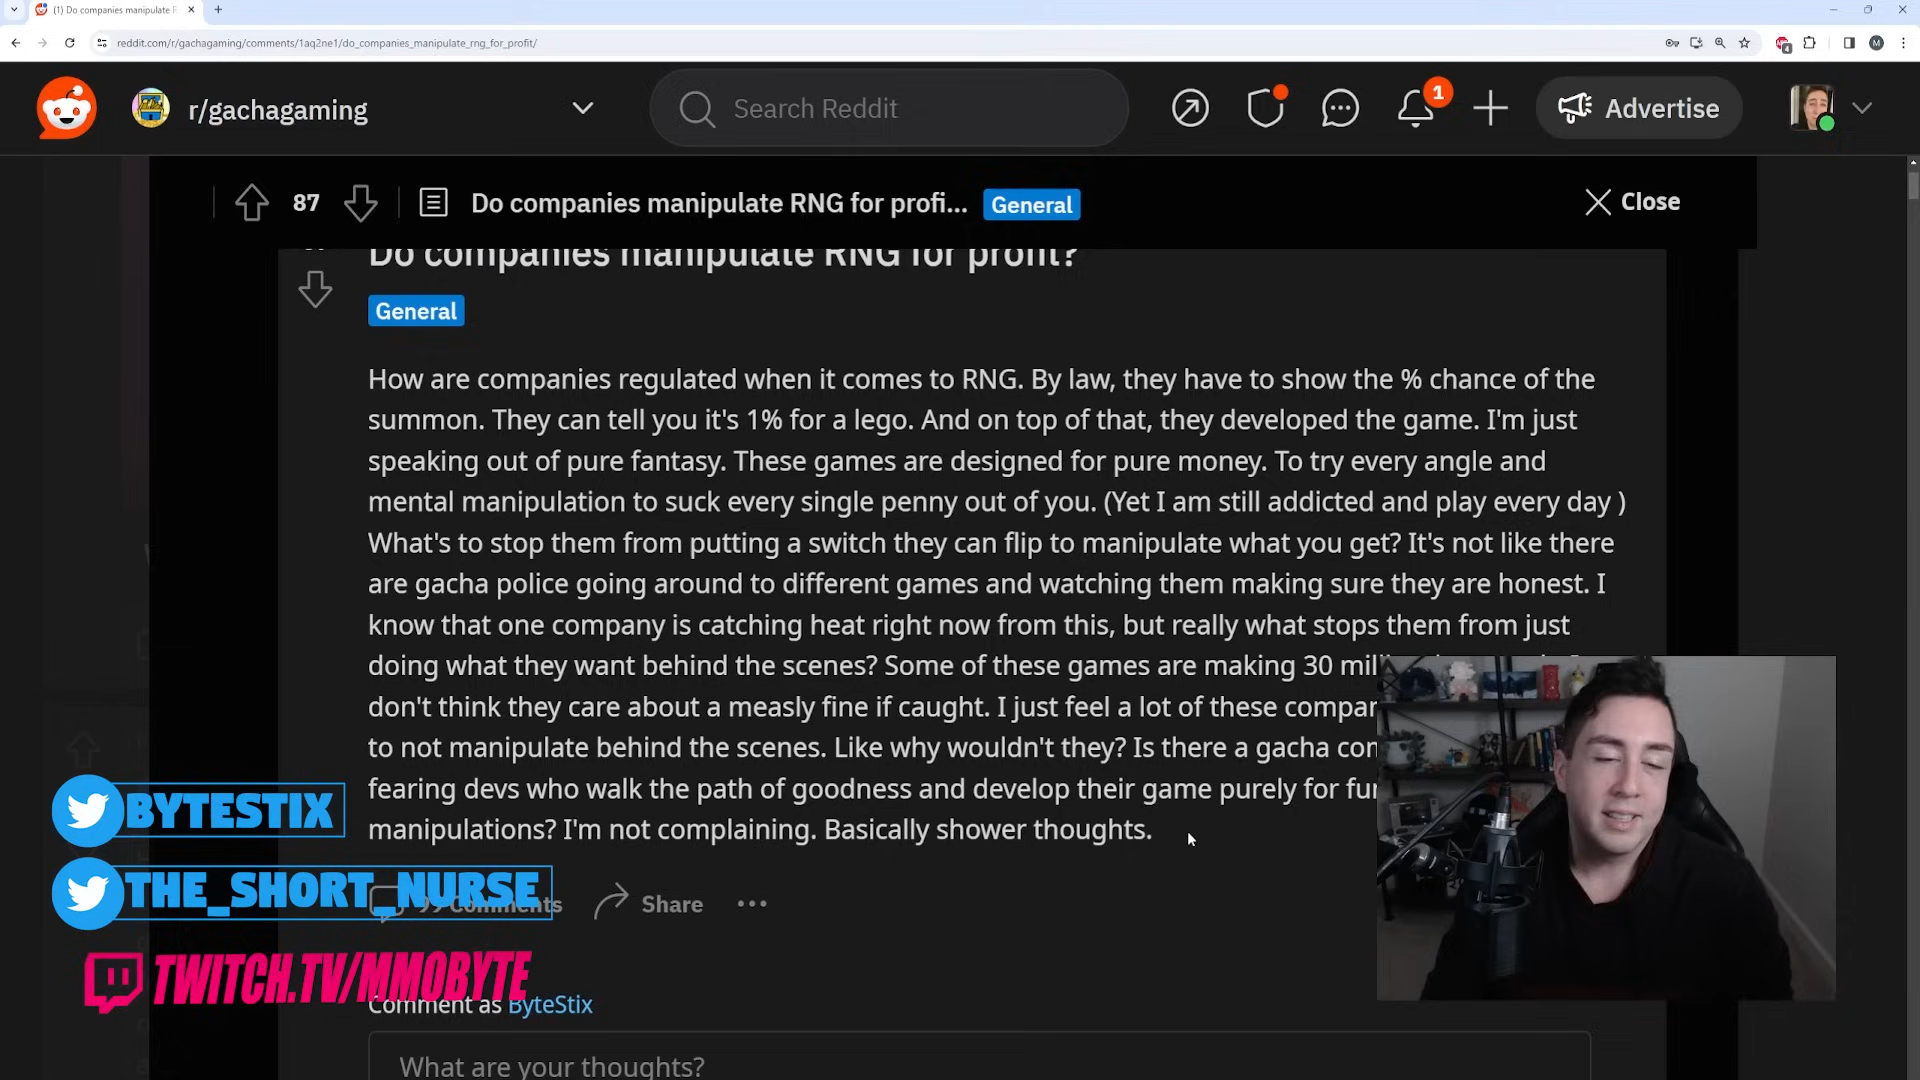 (1) Do companies manipulate R
reddit.com/r/gachagaming/comments/1aq2ne1/do_companies_manipulate_rng_for_profit/
r/gachagaming
Search Reddit
1
Advertise
87
Do companies manipulate RNG for profi...
General
Close
Do companies manipulate RNG for profit?
General
How are companies regulated when it comes to RNG. By law, they have to show the % chance of the
summon. They can tell you it's 1% for a lego. And on top of that, they developed the game. I'm just
speaking out of pure fantasy. These games are designed for pure money. To try every angle and
mental manipulation to suck every single penny out of you. (Yet I am still addicted and play every day )
What's to stop them from putting a switch they can flip to manipulate what you get? It's not like there
are gacha police going around to different games and watching them making sure they are honest. I
know that one company is catching heat right now from this, but really what stops them from just
doing what they want behind the scenes? Some of these games are making 30 mil
don't think they care about a measly fine if caught. I just feel a lot of these compar
to not manipulate behind the scenes. Like why wouldn't they? Is there a gacha con
fearing devs who walk the path of goodness and develop their game purely for fun
manipulations? I'm not complaining. Basically shower thoughts.
BYTESTIX
THE_SHORT_NURSE
99 Comments
Share
TWITCH.TV/MMOBYTE
Comment as ByteStix
What are your thoughts?